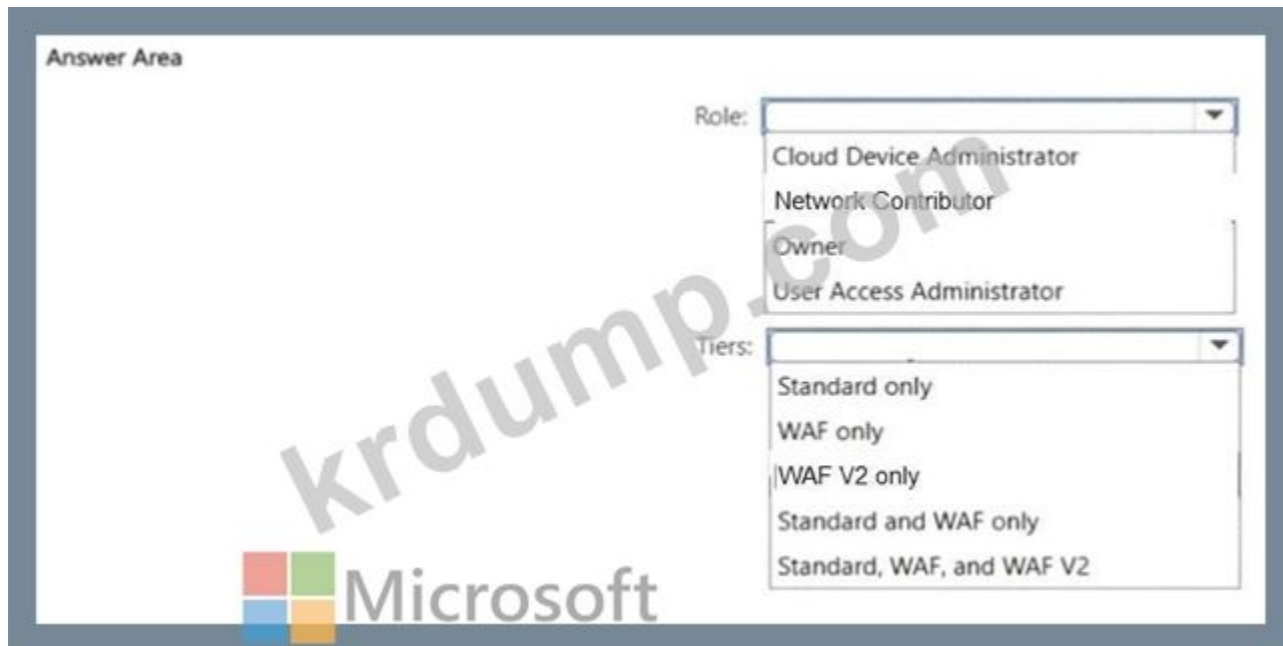 Answer Area
Role:
Cloud Device Administrator
Network Contributor
Owner
User Access Administrator
Tiers:
Standard only
WAF only
WAF V2 only
Standard and WAF only
Standard, WAF, and WAF V2
krdump.com
Microsoft